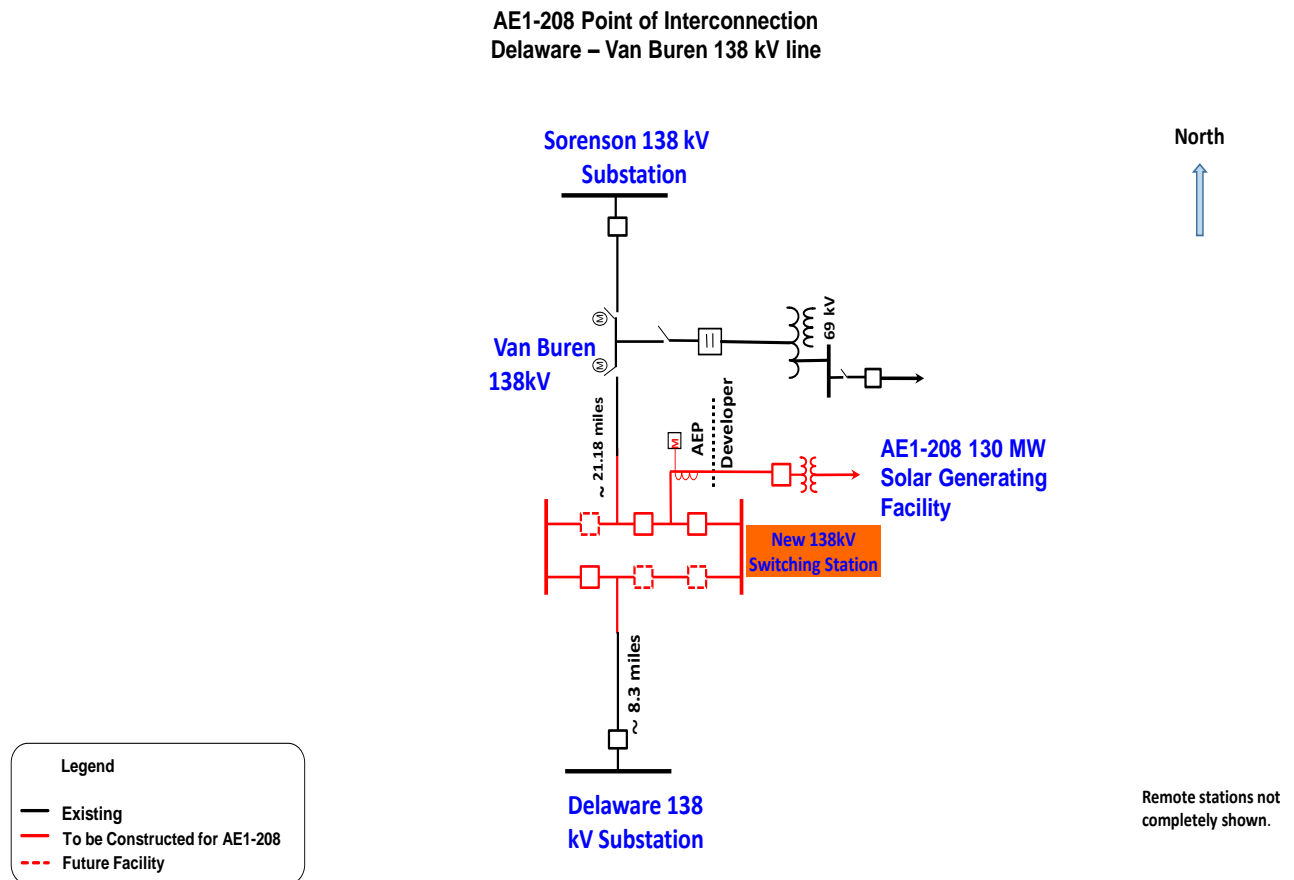 AE1-208 Point of Interconnection
Delaware – Van Buren 138 kV line
Sorenson 138 kV
Substation
North
M
69 kV
Van Buren
138kV
M
~ 21.18 miles
M
AEP
Developer
AE1-208 130 MW
Solar Generating
Facility
New 138kV
Switching Station
~ 8.3 miles
Delaware 138
kV Substation
Legend
Existing
To be Constructed for AE1-208
Future Facility
Remote stations not
completely shown.